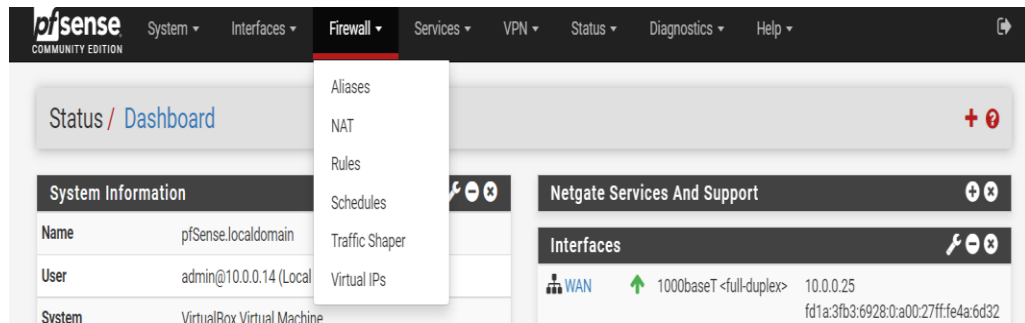 pfsense
COMMUNITY EDITION
System Interfaces Firewall Services VPN Status Diagnostics Help
Aliases
NAT
Rules
Schedules
Traffic Shaper
Virtual IPs
Status / Dashboard
System Information
Name pfSense.localdomain
User admin@10.0.0.14 (Local
System VirtualBox Virtual Machine
Netgate Services And Support
Interfaces
WAN 1000baseT <full-duplex> 10.0.0.25
fd1a:3fb3:6928:0:a00:27ff:fe4a:6d32